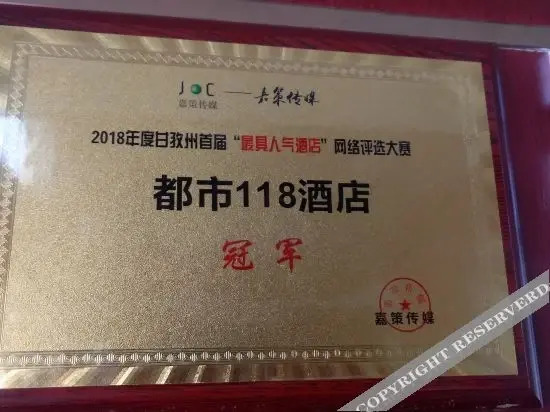 J C
嘉策传媒
——嘉策传媒
2018年度甘孜州首届“最具人气酒店”网络评选大赛
都市118酒店
冠军
嘉策传媒
COPYRIGHT RESERVED